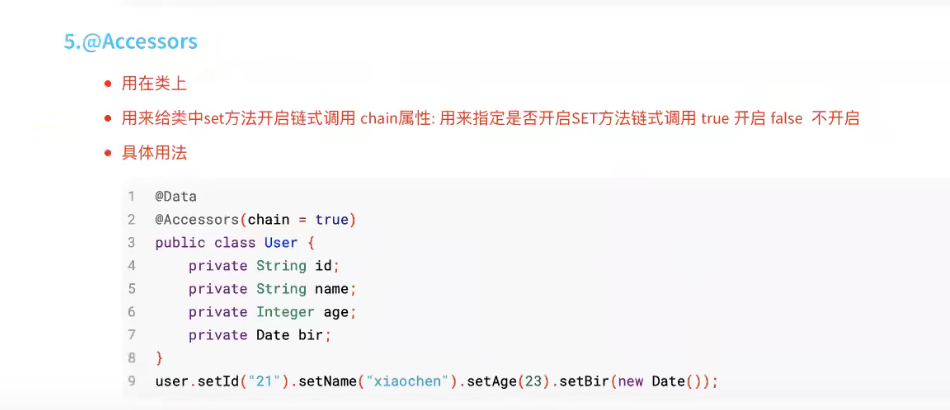 5.@Accessors
用在类上
用来给类中set方法开启链式调用 chain属性: 用来指定是否开启SET方法链式调用 true 开启 false 不开启
具体用法
1 @Data
2 @Accessors(chain = true)
3 public class User {
4 private String id;
5 private String name;
6 private Integer age;
7 private Date bir;
8 }
9 user.setId("21").setName("xiaochen").setAge(23).setBir(new Date());